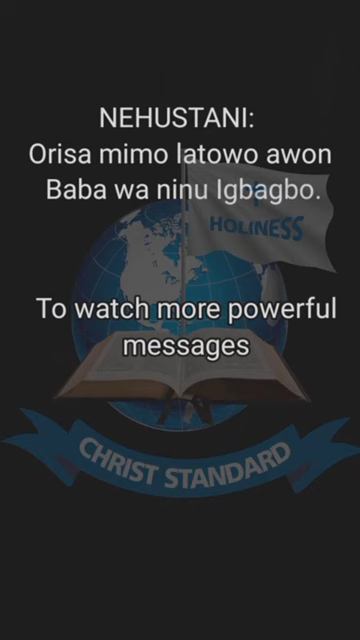 NEHUSTANI:
Orisa mimo latowo awon
Baba wa ninu Igbagbo.
HOLINESS
To watch more powerful
messages
CHRIST STANDARD